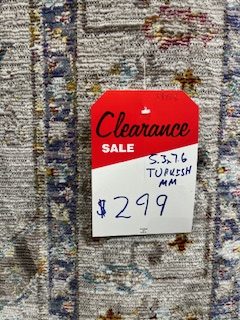 Clearance
SALE
5.3x7.6
TURKISH
MM
$299